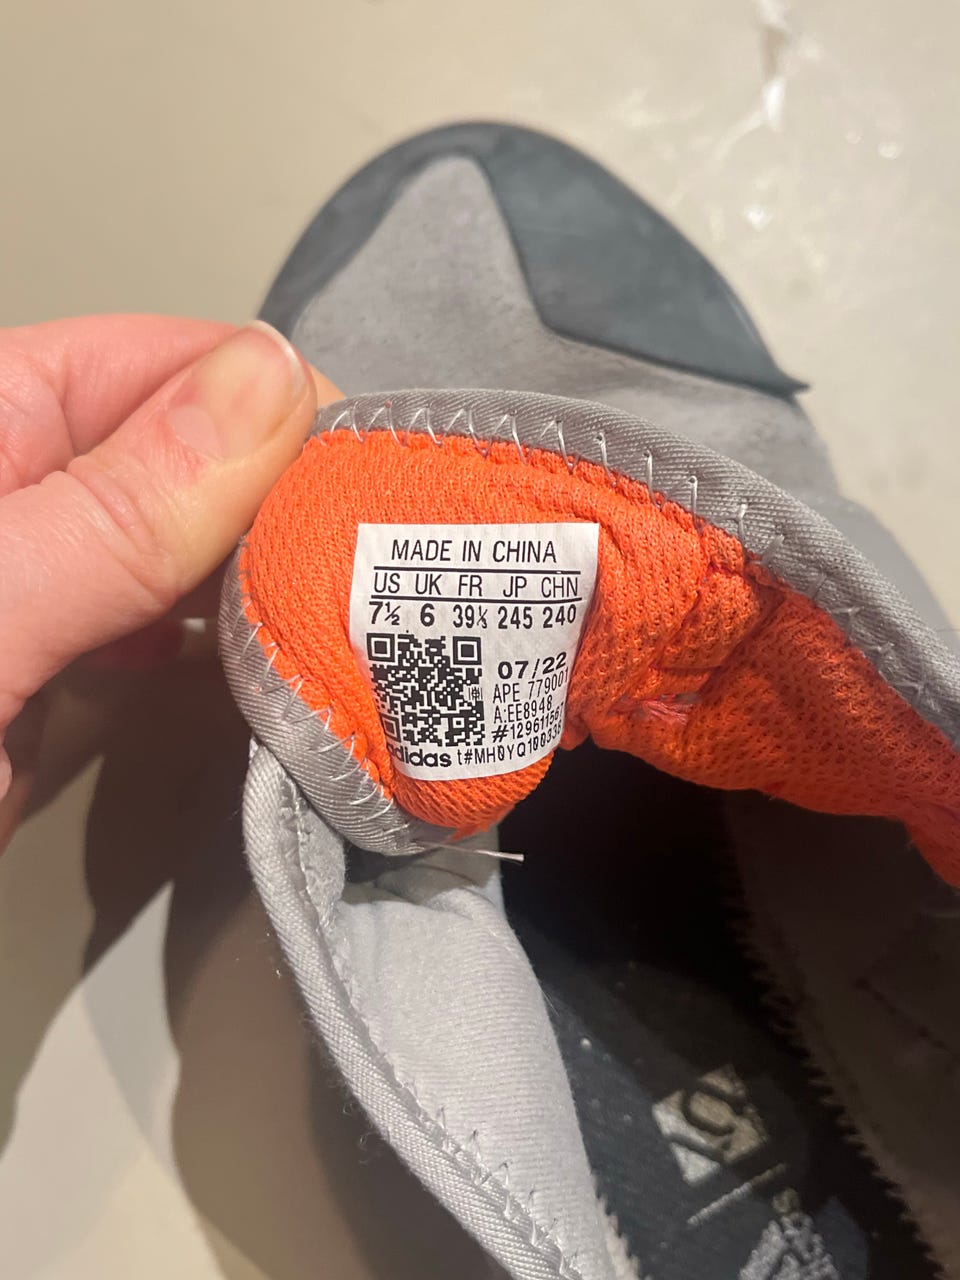 MADE IN CHINA
US UK FR JP CHN
7½ 6 39⅓ 245 240
07/22
APE 779001
A:EE8948
adidas t#MH0YQ10033